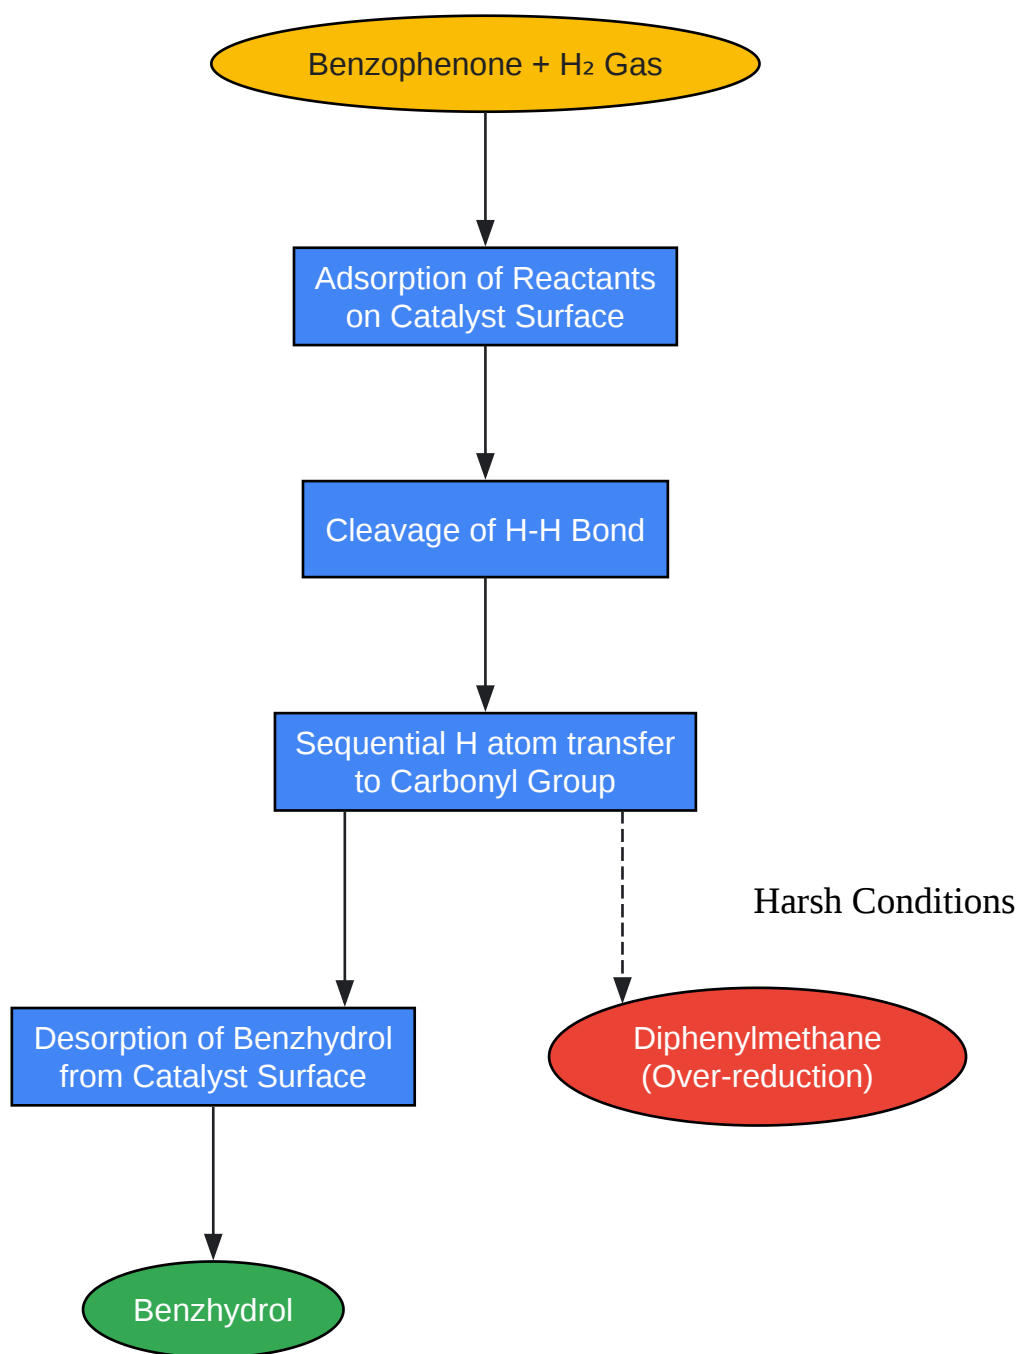 Benzophenone + H₂ Gas
Adsorption of Reactants
on Catalyst Surface
Cleavage of H-H Bond
Sequential H atom transfer
to Carbonyl Group
Harsh Conditions
Desorption of Benzhydrol
from Catalyst Surface
Diphenylmethane
(Over-reduction)
Benzhydrol